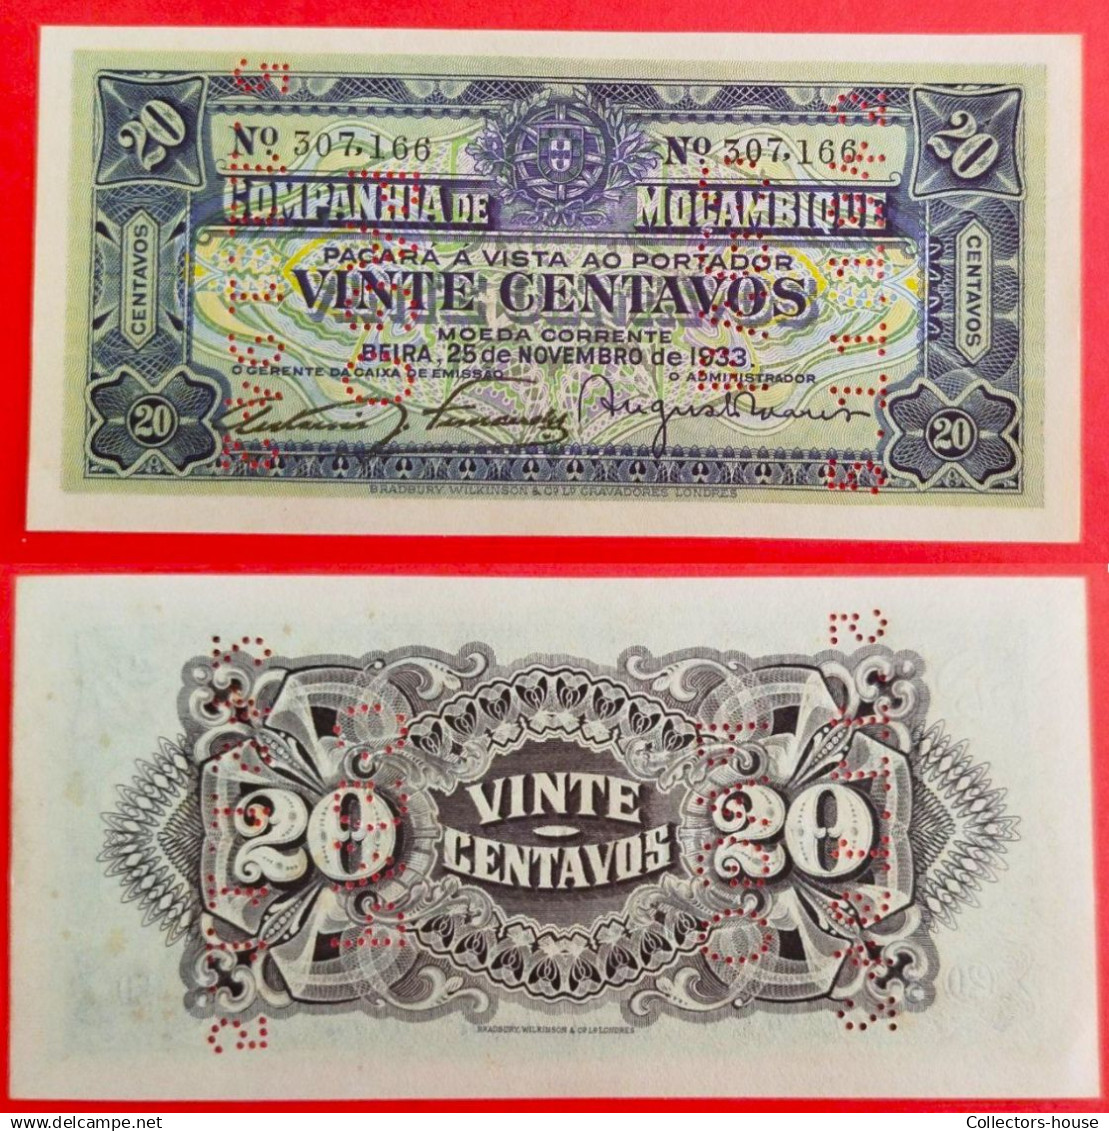 20 20
Nº 307,166 Nº 307,166
COMPANHIA DE MOÇAMBIQUE
PAGARÁ Á VISTA AO PORTADOR
VINTE CENTAVOS
MOEDA CORRENTE
BEIRA, 25 de NOVEMBRO de 1933.
O GERENTE DA CAIXA DE EMISSÃO O ADMINISTRADOR
CENTAVOS CENTAVOS
20 20
BRADBURY, WILKINSON & Cº Lº GRAVADORES LONDRES
20 VINTE CENTAVOS 20
BRADBURY, WILKINSON & Cº Lº LONDRES
delcampe.net
Collectors-house